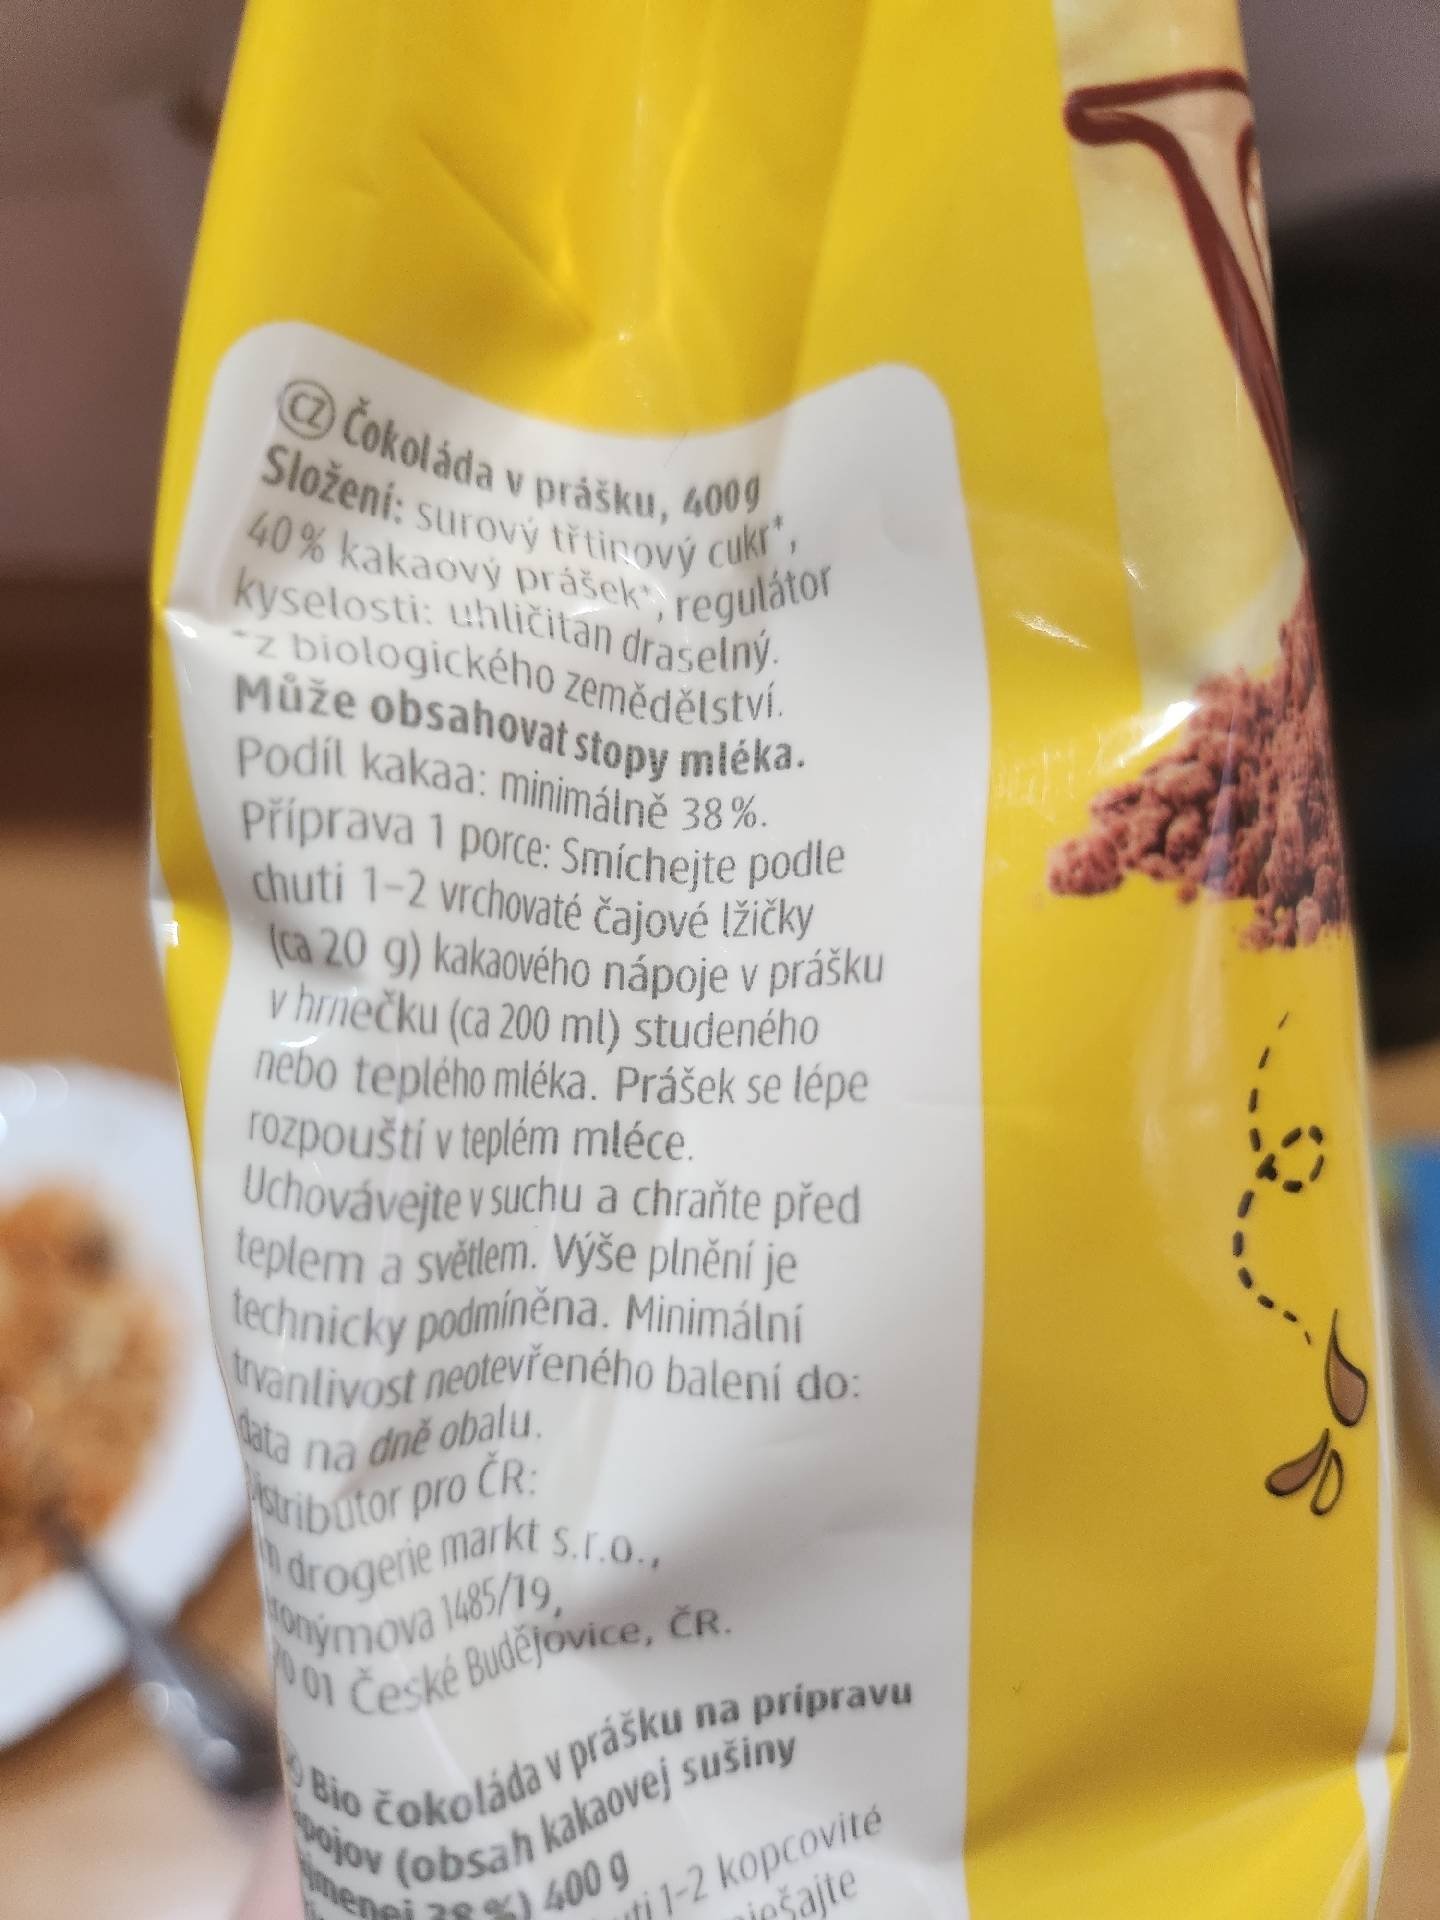 CZ Čokoláda v prášku, 400g
Složení: surový třtinový cukr*,
40% kakaový prášek*, regulátor
kyselosti: uhličitan draselný.
*z biologického zemědělství.
Může obsahovat stopy mléka.
Podíl kakaa: minimálně 38%.
Příprava 1 porce: Smíchejte podle
chuti 1-2 vrchovaté čajové lžičky
(ca 20 g) kakaového nápoje v prášku
v hrnečku (ca 200 ml) studeného
nebo teplého mléka. Prášek se lépe
rozpouští v teplém mléce.
Uchovávejte v suchu a chraňte před
teplem a světlem. Výše plnění je
technicky podmíněna. Minimální
trvanlivost neotevřeného balení do:
data na dně obalu.
Distributor pro ČR:
drogerie markt s.r.o.,
1485/19,
01 České Budějovice, ČR.
Bio čokoláda v prášku na prípravu
(obsah kakaovej sušiny
38%) 400 g
1-2 kopcovité